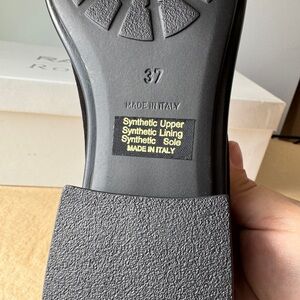 37
MADE IN ITALY
Synthetic Upper
Synthetic Lining
Synthetic Sole
MADE IN ITALY